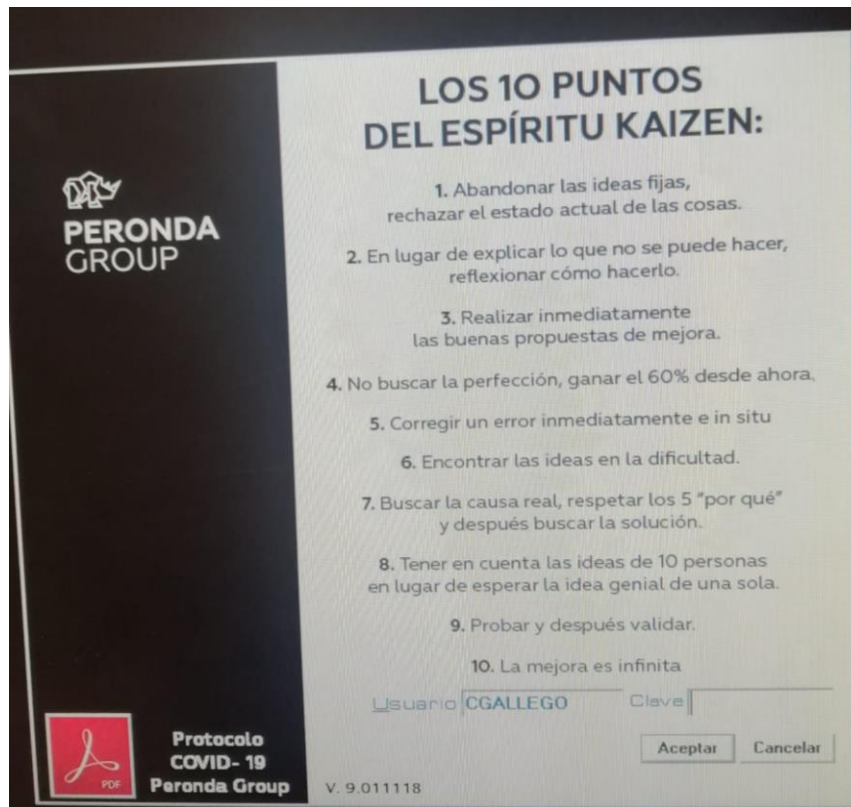 PERONDA
GROUP
LOS 10 PUNTOS
DEL ESPÍRITU KAIZEN:
1. Abandonar las ideas fijas,
rechazar el estado actual de las cosas.
2. En lugar de explicar lo que no se puede hacer,
reflexionar cómo hacerlo.
3. Realizar inmediatamente
las buenas propuestas de mejora.
4. No buscar la perfección, ganar el 60% desde ahora.
5. Corregir un error inmediatamente e in situ
6. Encontrar las ideas en la dificultad.
7. Buscar la causa real, respetar los 5 "por qué"
y después buscar la solución.
8. Tener en cuenta las ideas de 10 personas
en lugar de esperar la idea genial de una sola.
9. Probar y después validar.
10. La mejora es infinita
Usuario CGALLEGO Clave
Aceptar Cancelar
PDF
Protocolo
COVID- 19
Peronda Group
V. 9.011118